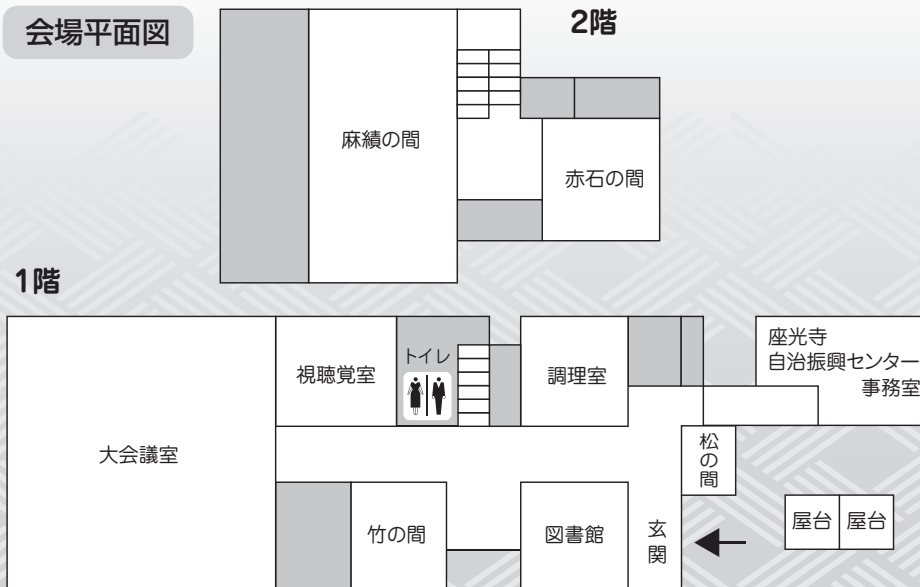 会場平面図
2階
麻績の間
赤石の間
1階
大会議室
視聴覚室
トイレ
調理室
座光寺
自治振興センター
事務室
松の間
竹の間
図書館
玄関
屋台
屋台